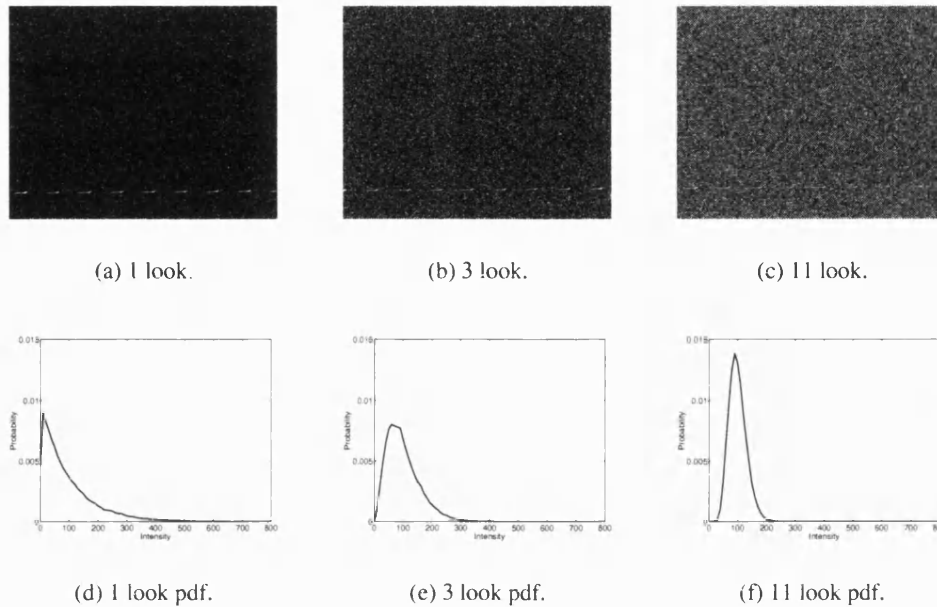 (a) 1 look.
(b) 3 look.
(c) 11 look.
0.015
0.01
0.005
0
Probability
0 100 200 300 400 500 600 700 800
Intensity
0.015
0.01
0.005
0
Probability
0 100 200 300 400 500 600 700 800
Intensity
0.015
0.01
0.005
0
Probability
0 100 200 300 400 500 600 700
Intensity
(d) 1 look pdf.
(e) 3 look pdf.
(f) 11 look pdf.